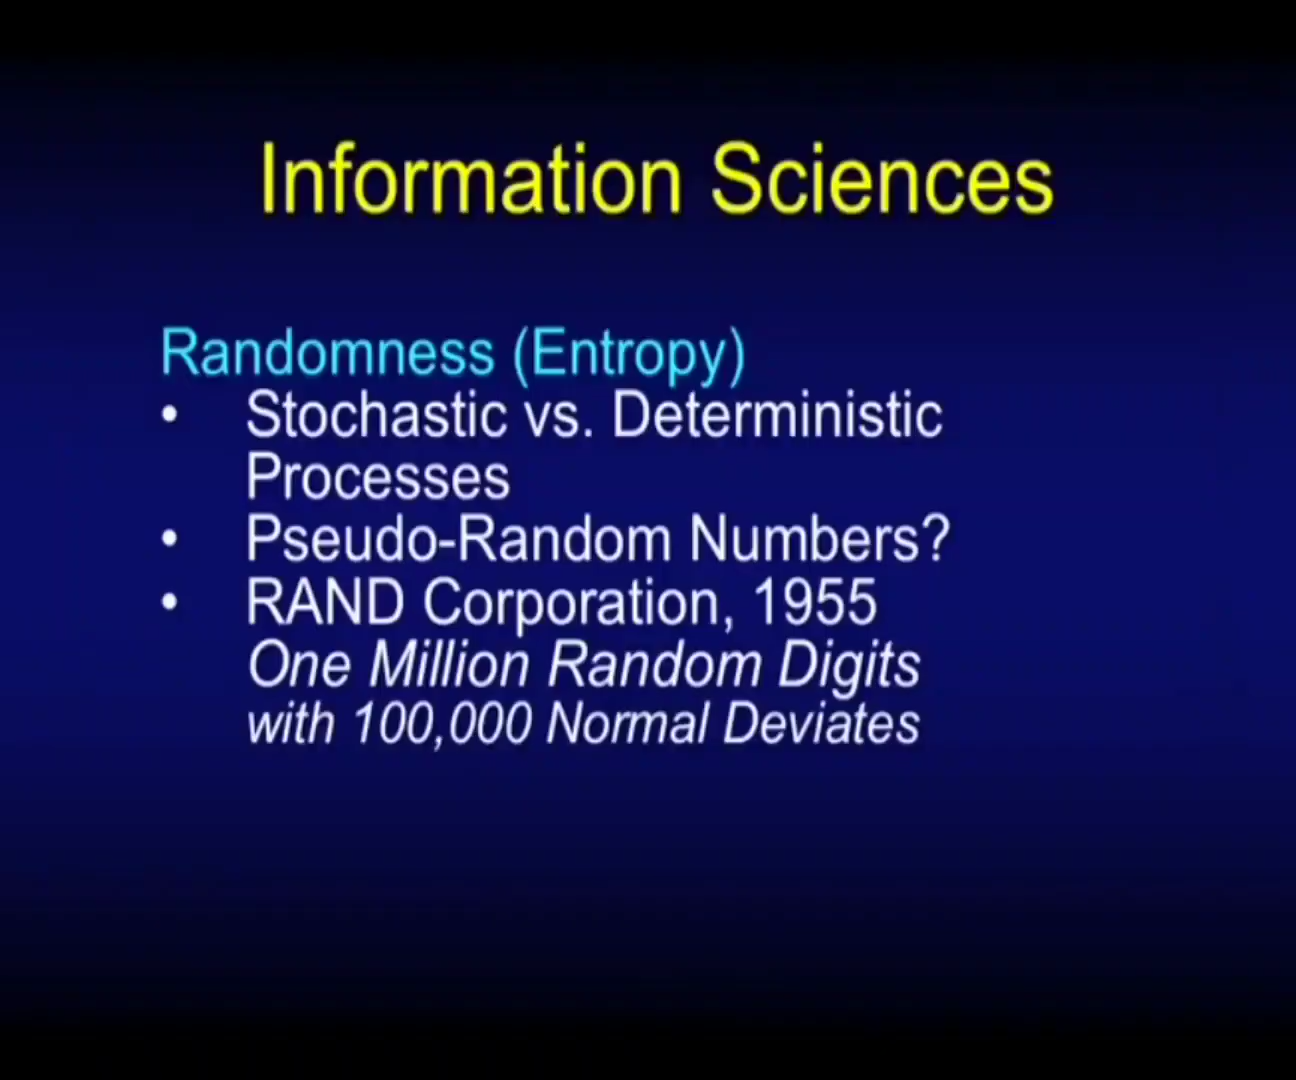 Information Sciences
Randomness (Entropy)
• Stochastic vs. Deterministic
Processes
• Pseudo-Random Numbers?
• RAND Corporation, 1955
One Million Random Digits
with 100,000 Normal Deviates